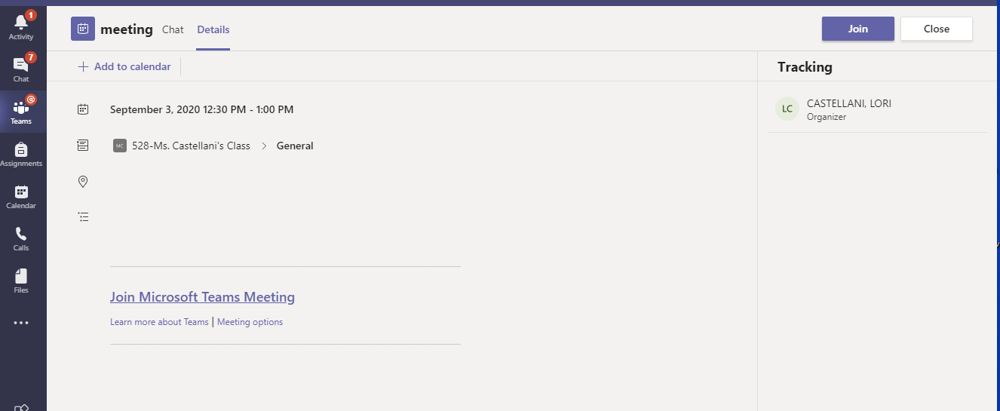 1
Activity
7
Chat
@
Teams
Assignments
Calendar
Calls
Files
meeting Chat Details
Join Close
+ Add to calendar
September 3, 2020 12:30 PM - 1:00 PM
MC 528-Ms. Castellani's Class > General
Join Microsoft Teams Meeting
Learn more about Teams | Meeting options
Tracking
LC CASTELLANI, LORI
Organizer